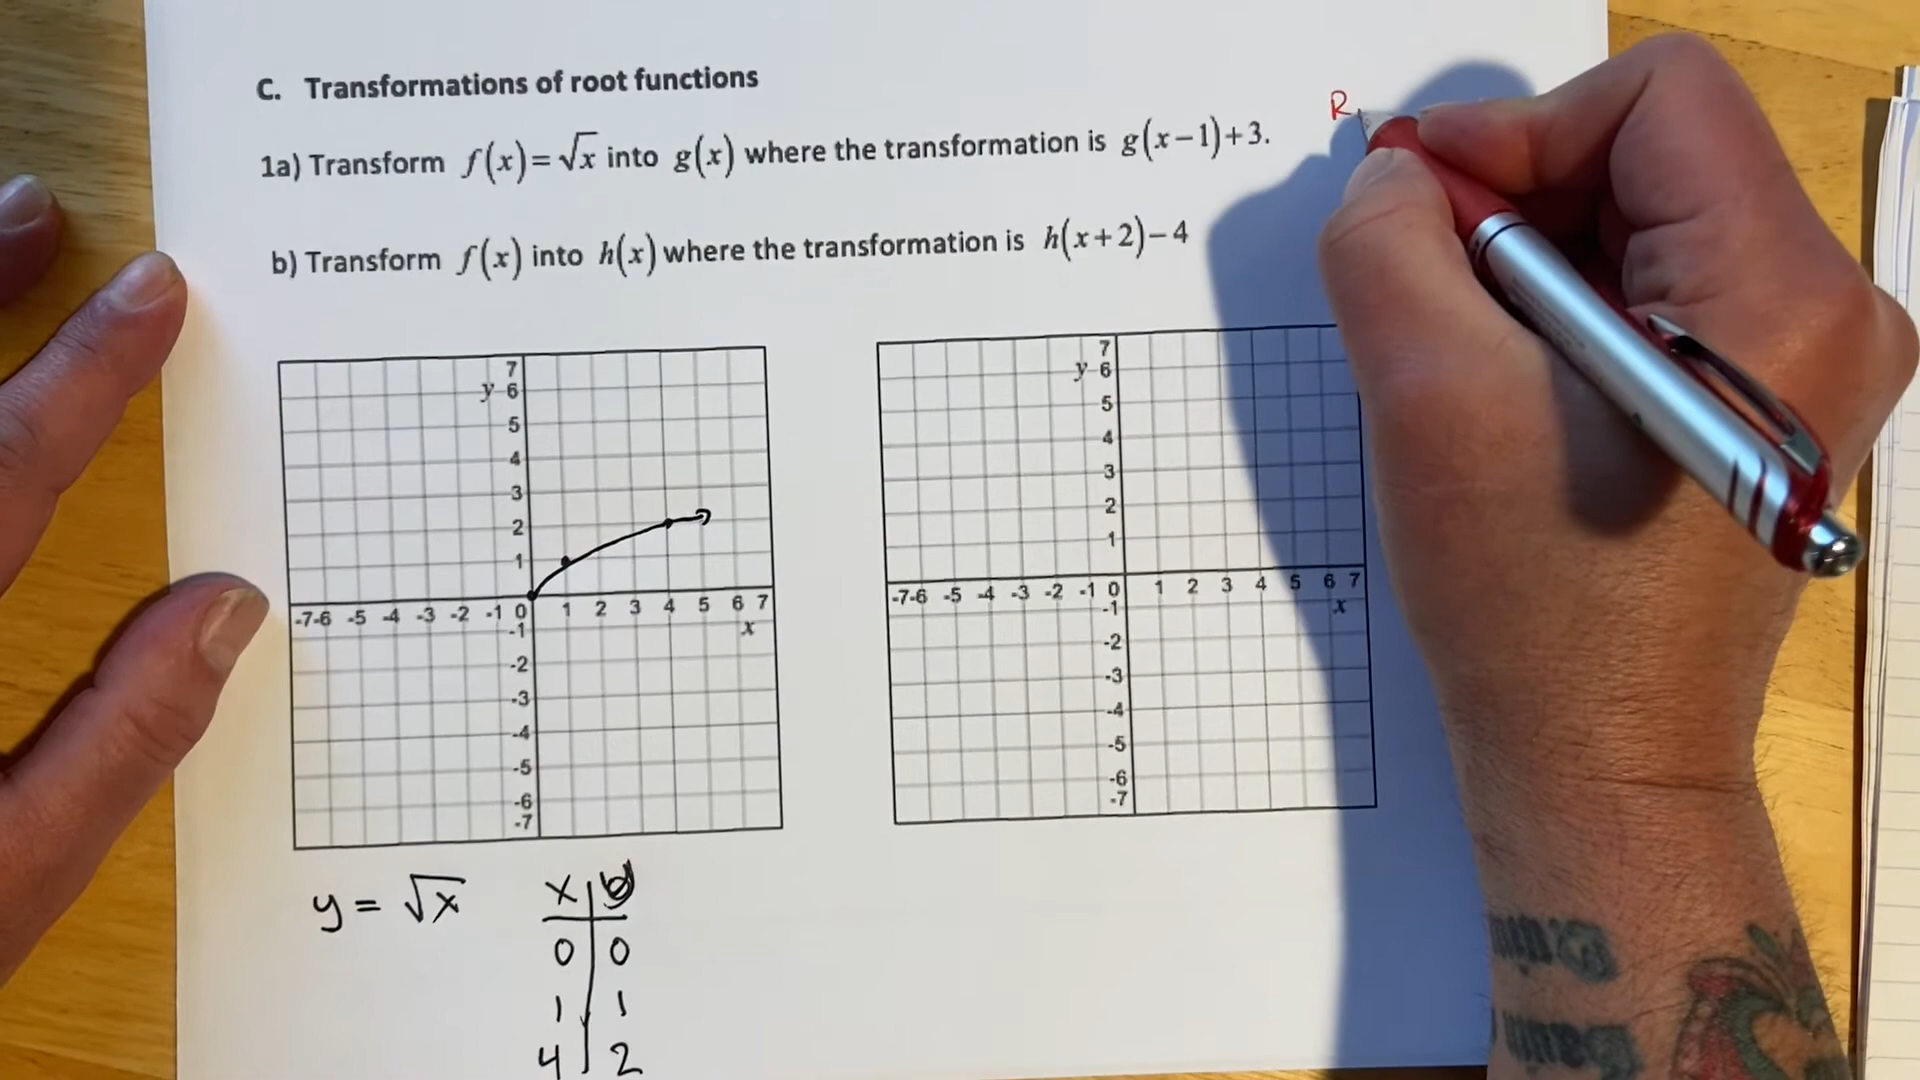 C. Transformations of root functions
R
1a) Transform f(x)=√x into g(x) where the transformation is g(x−1)+3.
b) Transform f(x) into h(x) where the transformation is h(x+2)−4
7
y 6
5
4
3
2
1
-7 -6 -5 -4 -3 -2 -1 0 1 2 3 4 5 6 7
x
-1
-2
-3
-4
-5
-6
-7
7
y 6
5
4
3
2
1
-7 -6 -5 -4 -3 -2 -1 0 1 2 3 4 5 6 7
x
-1
-2
-3
-4
-5
-6
-7
y = √x
x
0 0
1 1
4 2